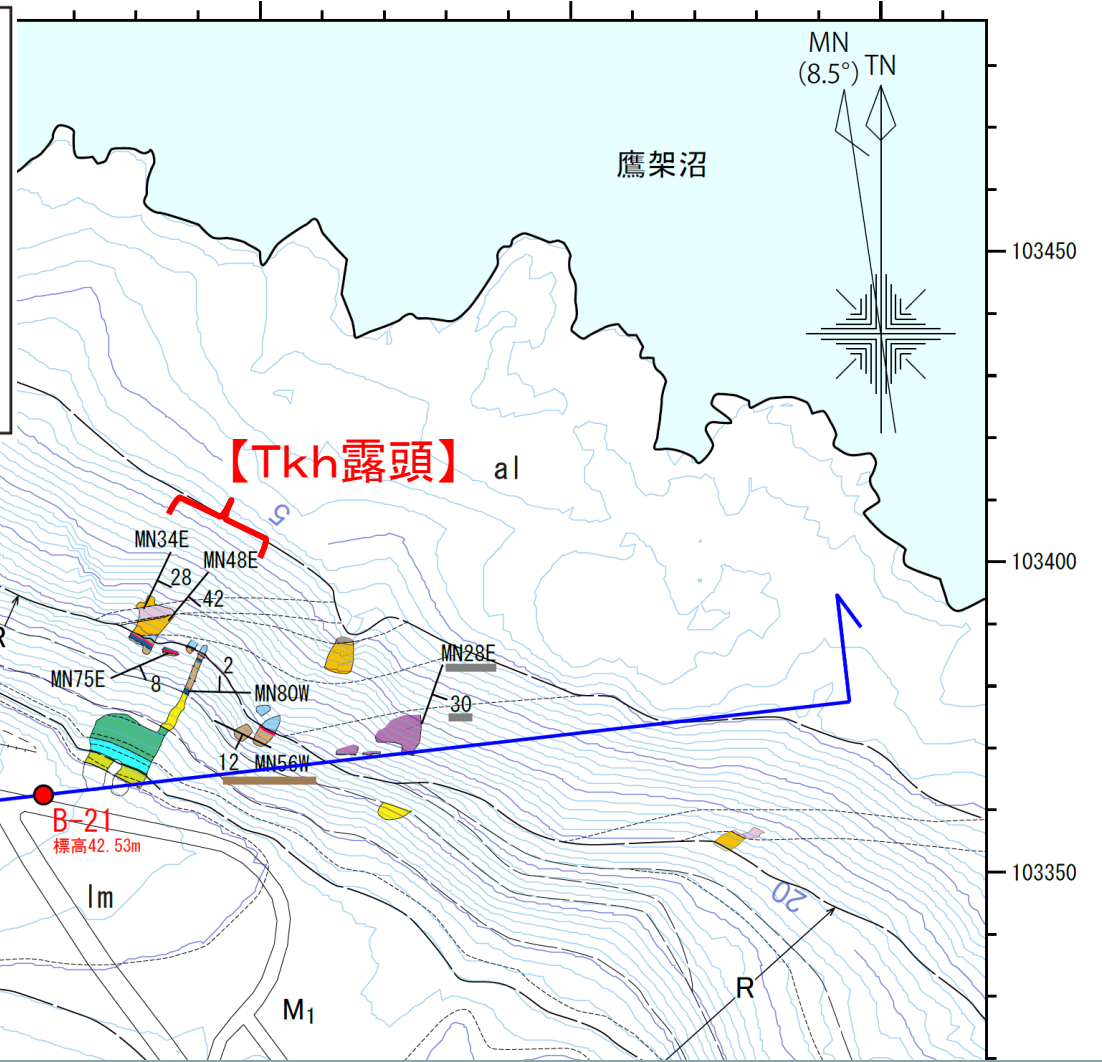 MN
(8.5°)
TN
鷹架沼
103450
【Tkh露頭】
al
5
MN34E
MN48E
28
42
103400
R
MN28E
MN75E
8
2
MN80W
30
12
MN56W
B-21
標高42.53m
103350
lm
20
R
M1